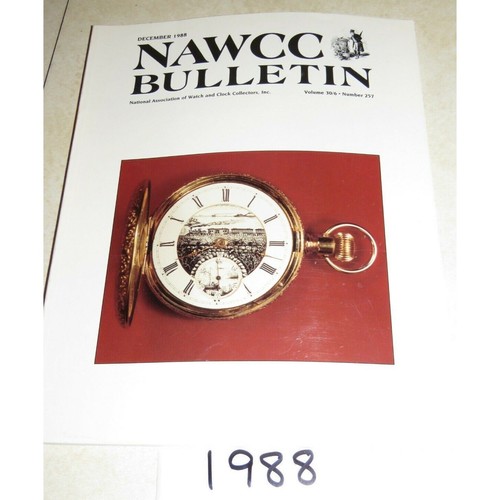 DECEMBER 1988
NAWCC
BULLETIN
National Association of Watch and Clock Collectors, Inc.
Volume 30/6 • Number 257
1988